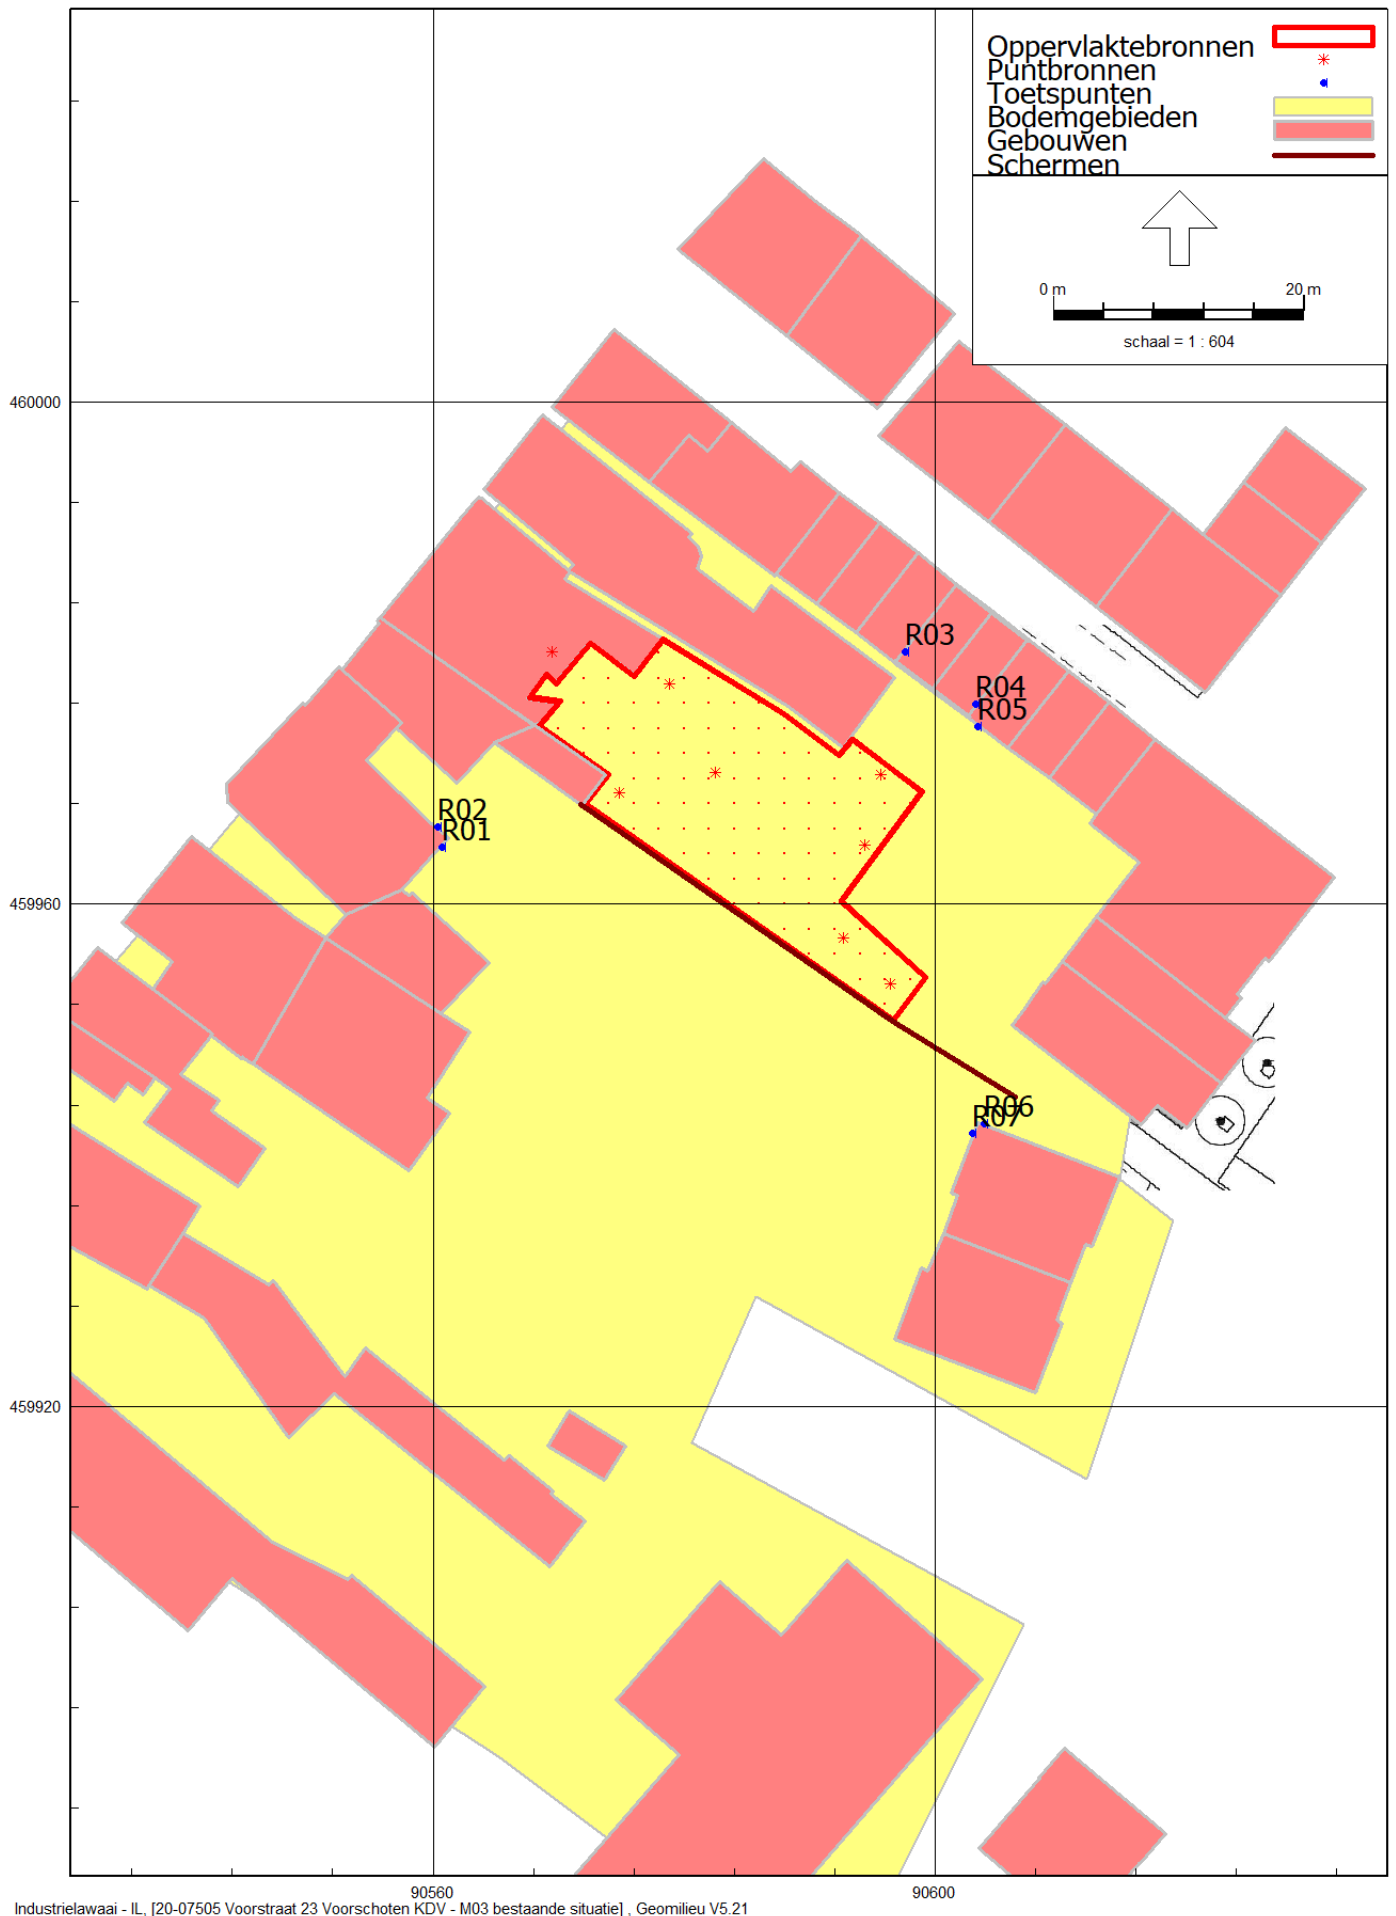 Oppervlaktebronnen
Puntbronnen
Toetspunten
Bodemgebieden
Gebouwen
Schermen
0 m 20 m
schaal = 1 : 604
460000
R03
R04
R05
R02
R01
459960
R06
R07
459920
90560 90600
Industrielawaai - IL, [20-07505 Voorstraat 23 Voorschoten KDV - M03 bestaande situatie] , Geomilieu V5.21